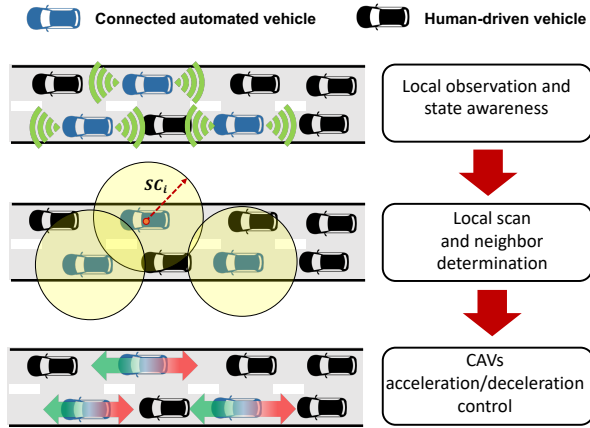 Connected automated vehicle
Human-driven vehicle
Local observation and
state awareness
SCᵢ
Local scan
and neighbor
determination
CAVs
acceleration/deceleration
control